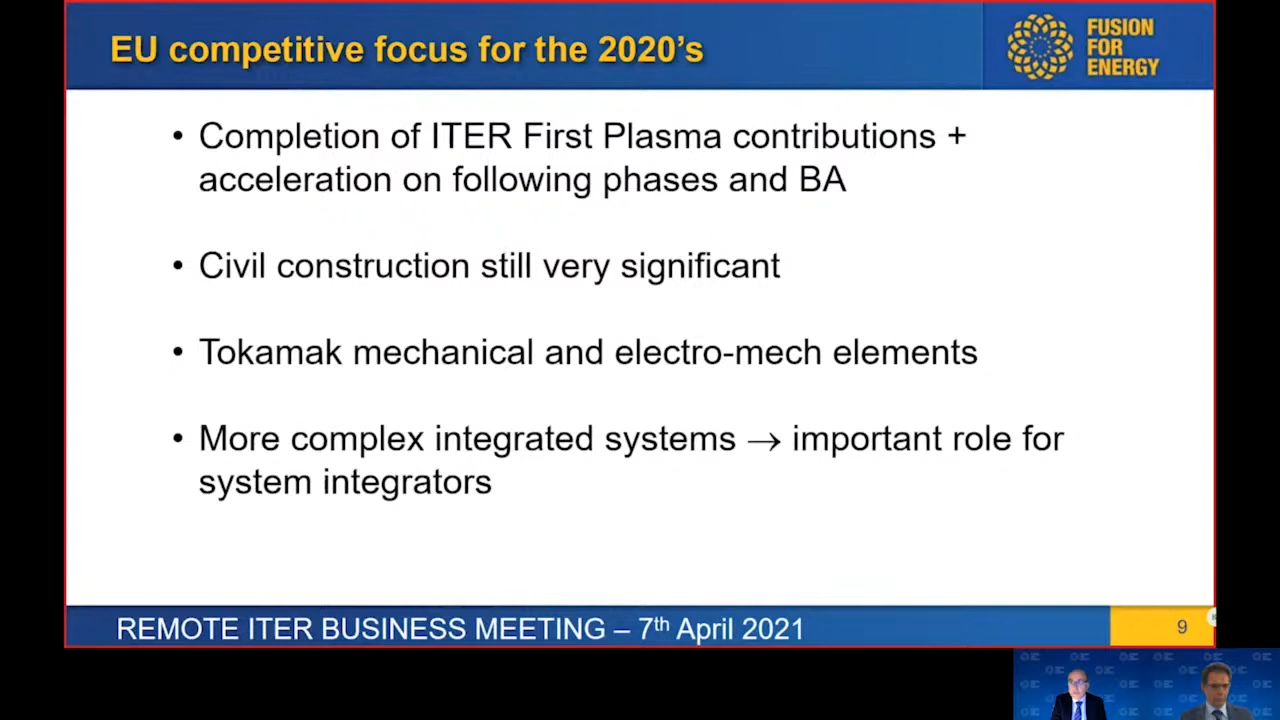 EU competitive focus for the 2020's
FUSION
FOR
ENERGY
• Completion of ITER First Plasma contributions +
acceleration on following phases and BA
• Civil construction still very significant
• Tokamak mechanical and electro-mech elements
• More complex integrated systems → important role for
system integrators
REMOTE ITER BUSINESS MEETING – 7th April 2021
9